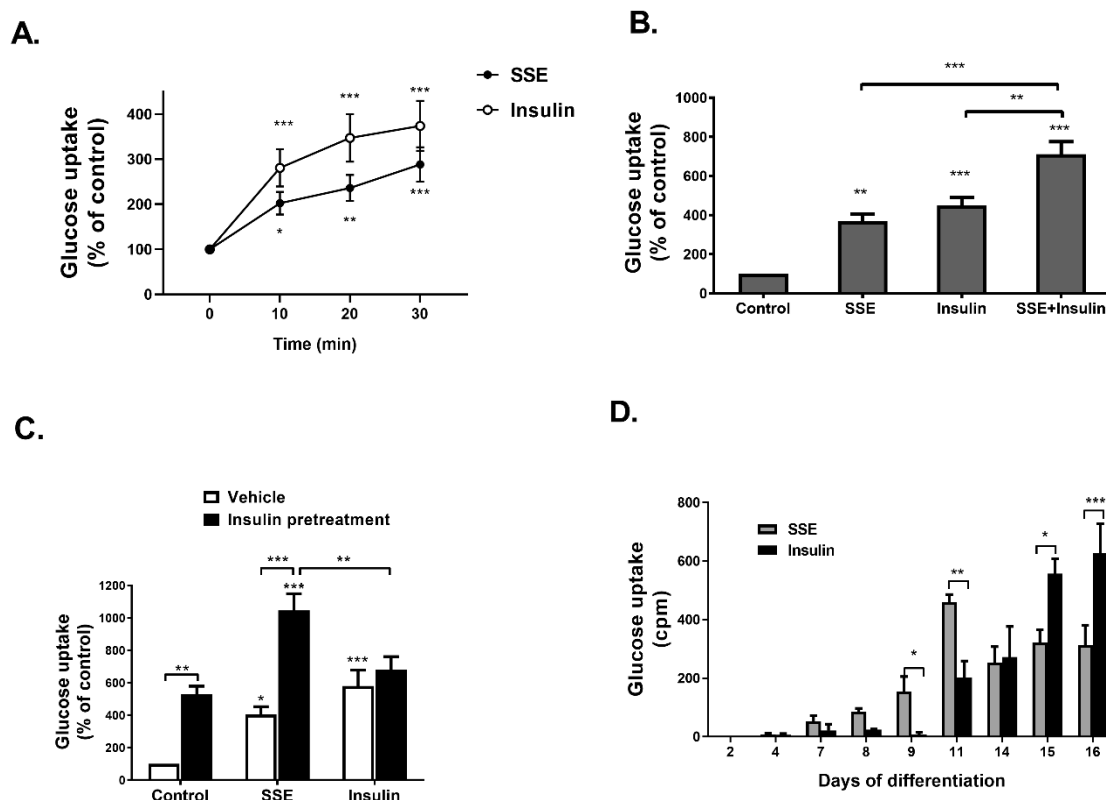 A.
SSE
Insulin
Glucose uptake
(% of control)
400
300
200
100
0
***
***
***
*
**
***
0 10 20 30
Time (min)
B.
Glucose uptake
(% of control)
1000
800
600
400
200
0
***
**
**
***
***
Control SSE Insulin SSE+Insulin
C.
Vehicle
Insulin pretreatment
Glucose uptake
(% of control)
1200
1000
800
600
400
200
0
*** **
**
*
***
***
Control SSE Insulin
D.
SSE
Insulin
Glucose uptake
(cpm)
800
600
400
200
0
*
**
*
***
2 4 7 8 9 11 14 15 16
Days of differentiation